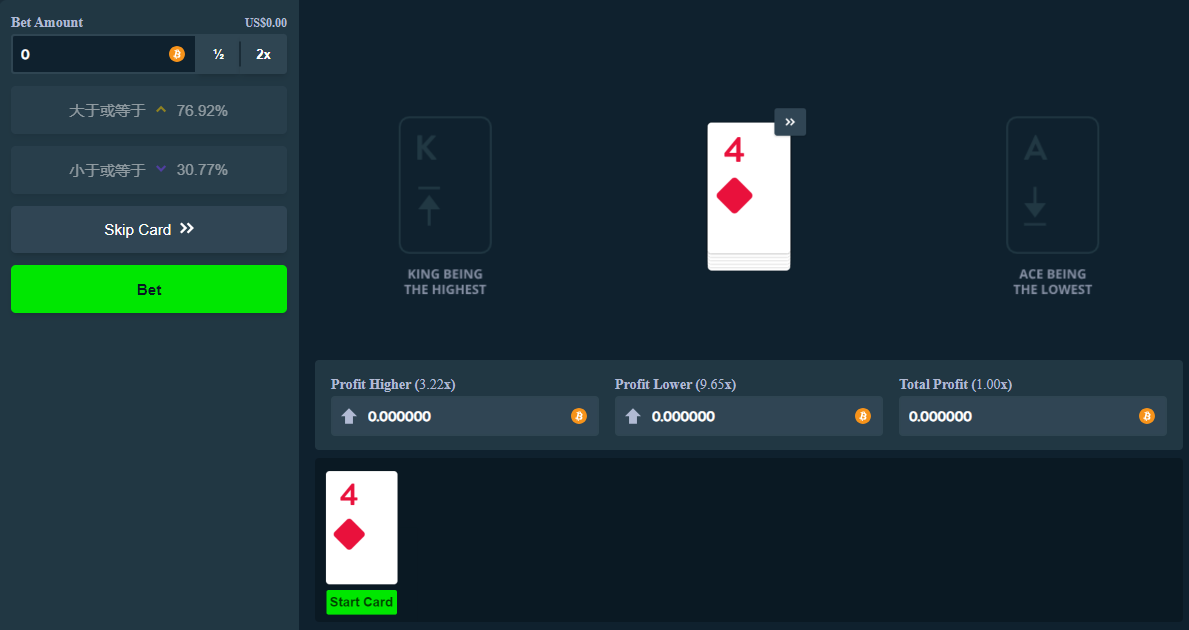 Bet Amount US$0.00
0 ½ 2x
大于或等于 76.92%
小于或等于 30.77%
Skip Card
Bet
K
KING BEING
THE HIGHEST
4
A
ACE BEING
THE LOWEST
Profit Higher (3.22x) Profit Lower (9.65x) Total Profit (1.00x)
0.000000 0.000000 0.000000
4
Start Card